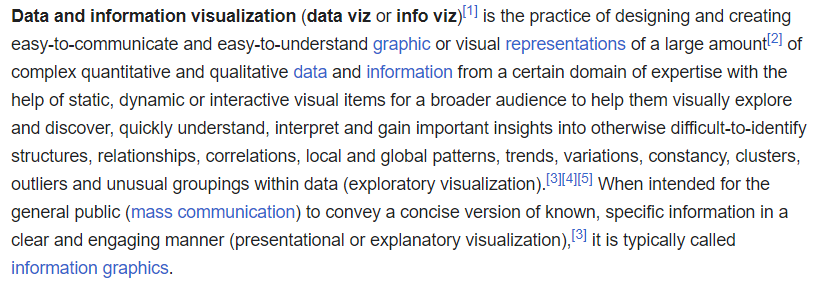 Data and information visualization (data viz or info viz)[1] is the practice of designing and creating
easy-to-communicate and easy-to-understand graphic or visual representations of a large amount[2] of
complex quantitative and qualitative data and information from a certain domain of expertise with the
help of static, dynamic or interactive visual items for a broader audience to help them visually explore
and discover, quickly understand, interpret and gain important insights into otherwise difficult-to-identify
structures, relationships, correlations, local and global patterns, trends, variations, constancy, clusters,
outliers and unusual groupings within data (exploratory visualization).[3][4][5] When intended for the
general public (mass communication) to convey a concise version of known, specific information in a
clear and engaging manner (presentational or explanatory visualization),[3] it is typically called
information graphics.